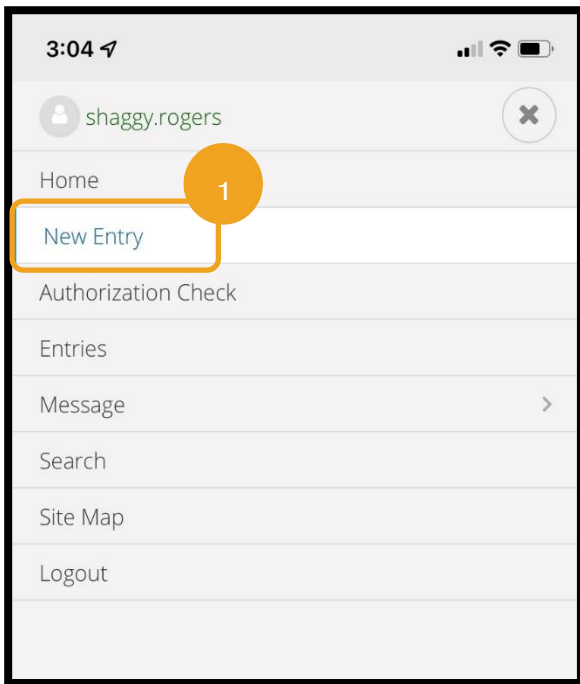 3:04
shaggy.rogers
Home
1
New Entry
Authorization Check
Entries
Message
Search
Site Map
Logout